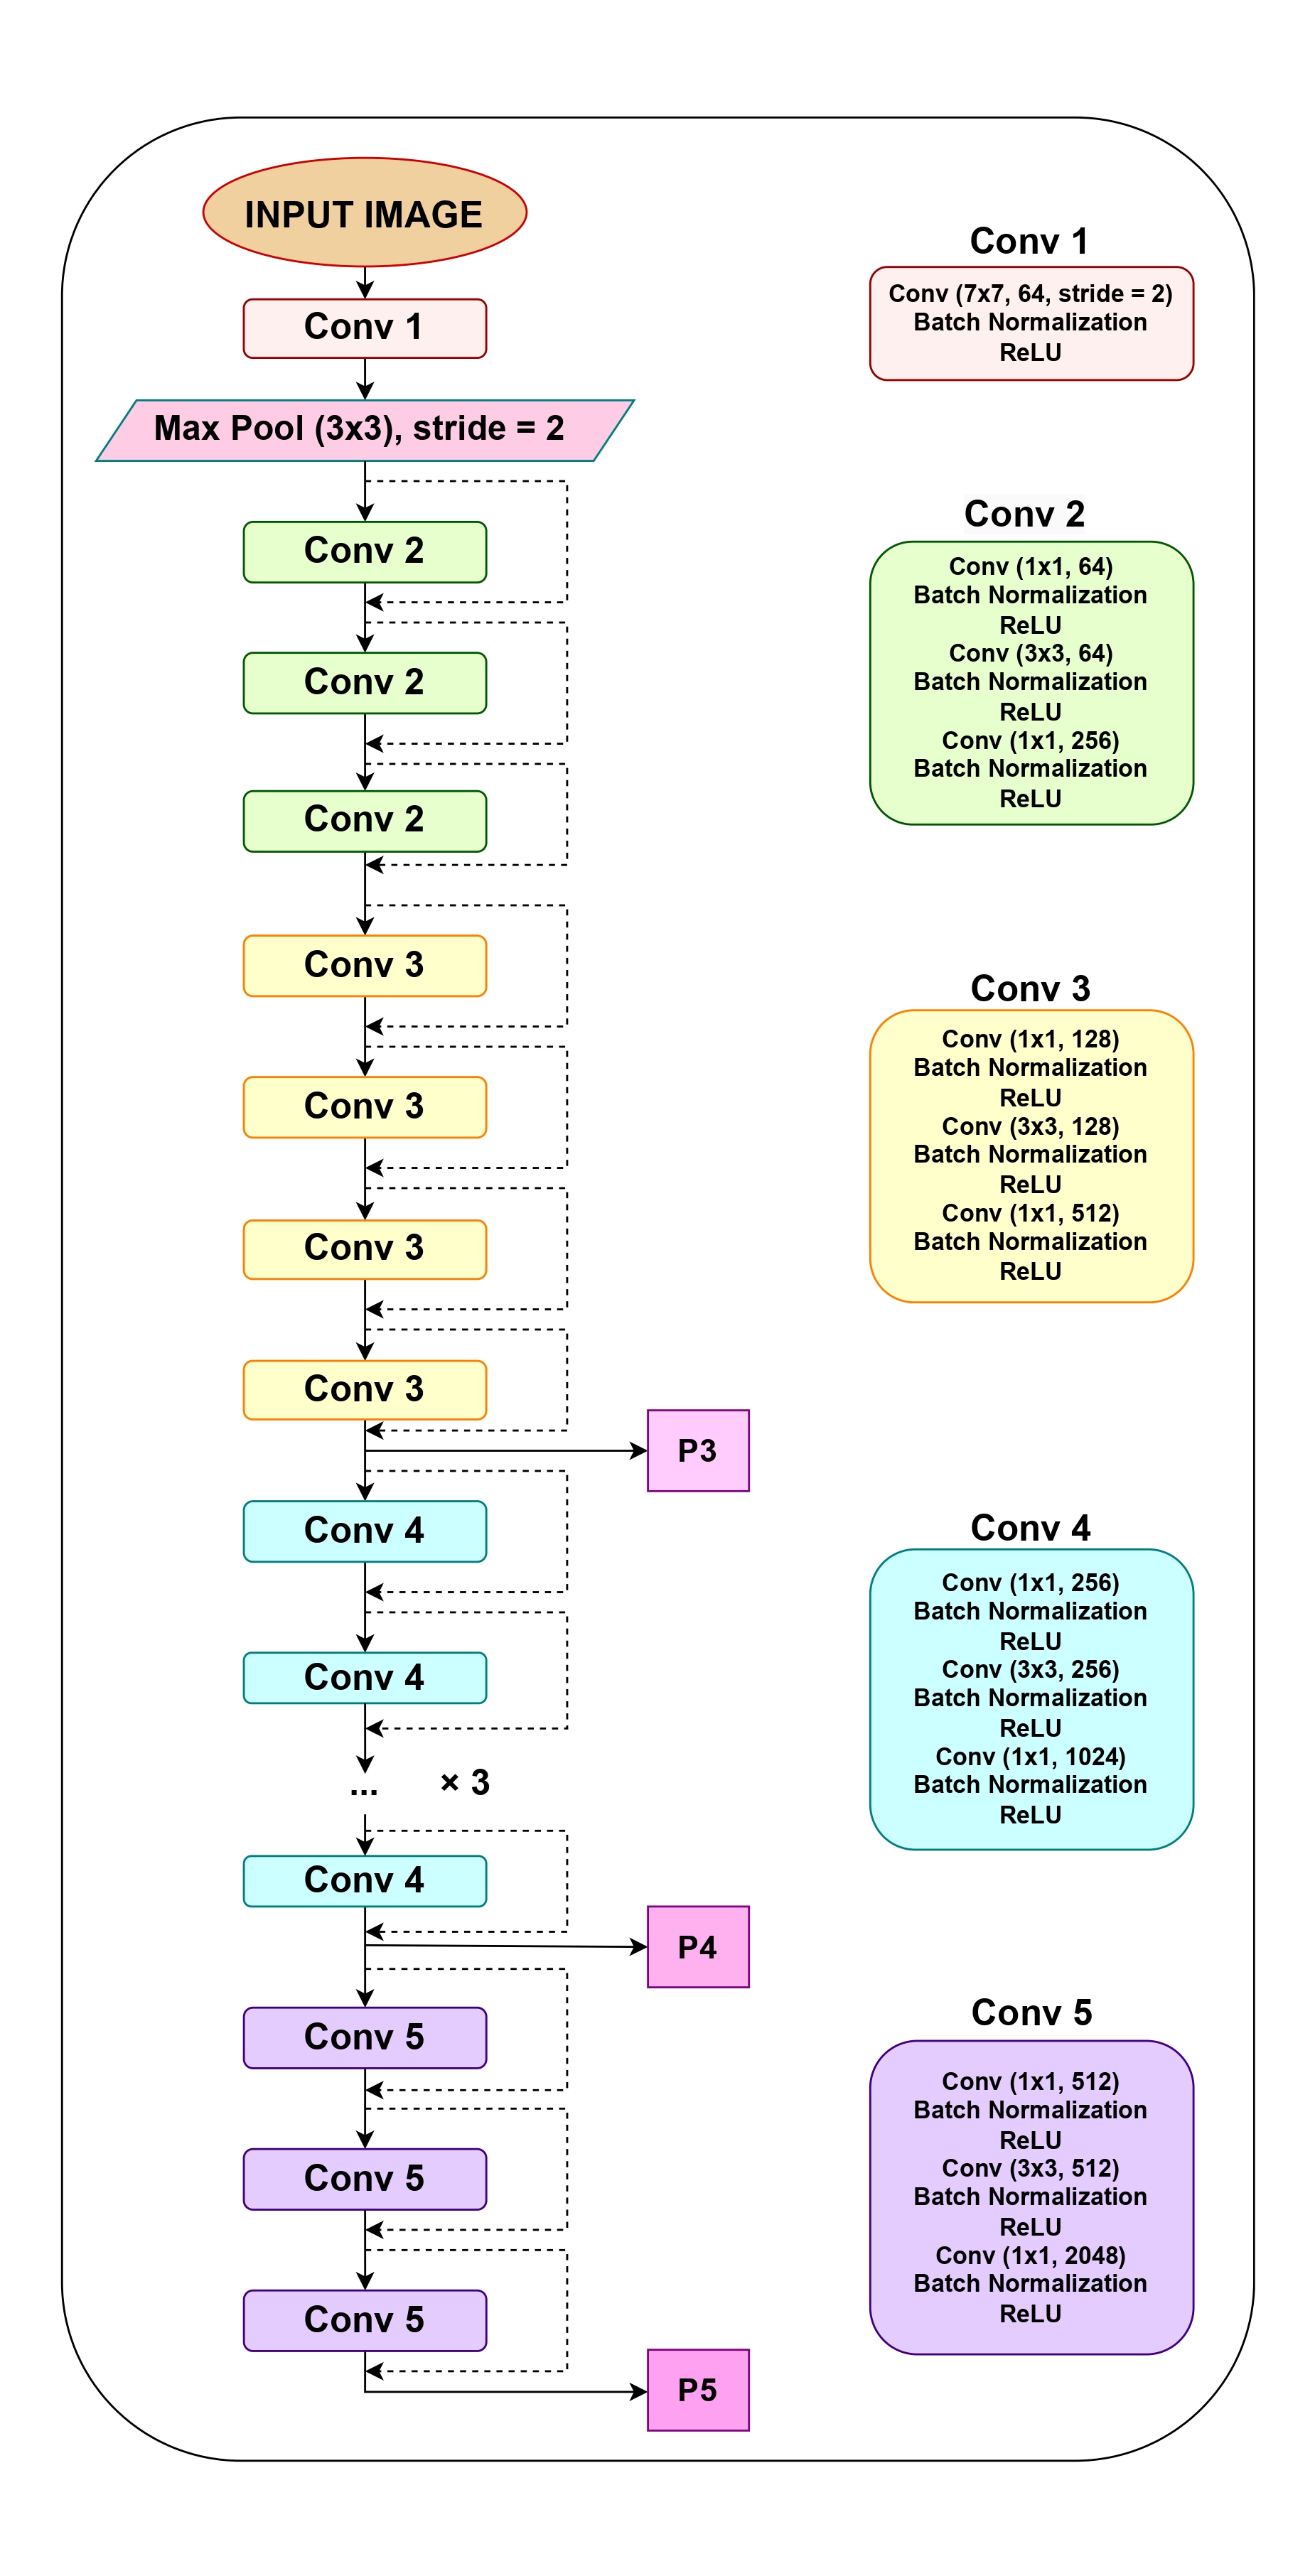 INPUT IMAGE
Conv 1
Max Pool (3x3), stride = 2
Conv 2
Conv 2
Conv 2
Conv 3
Conv 3
Conv 3
Conv 3
P3
Conv 4
Conv 4
... × 3
Conv 4
P4
Conv 5
Conv 5
Conv 5
P5
Conv 1
Conv (7x7, 64, stride = 2)
Batch Normalization
ReLU
Conv 2
Conv (1x1, 64)
Batch Normalization
ReLU
Conv (3x3, 64)
Batch Normalization
ReLU
Conv (1x1, 256)
Batch Normalization
ReLU
Conv 3
Conv (1x1, 128)
Batch Normalization
ReLU
Conv (3x3, 128)
Batch Normalization
ReLU
Conv (1x1, 512)
Batch Normalization
ReLU
Conv 4
Conv (1x1, 256)
Batch Normalization
ReLU
Conv (3x3, 256)
Batch Normalization
ReLU
Conv (1x1, 1024)
Batch Normalization
ReLU
Conv 5
Conv (1x1, 512)
Batch Normalization
ReLU
Conv (3x3, 512)
Batch Normalization
ReLU
Conv (1x1, 2048)
Batch Normalization
ReLU